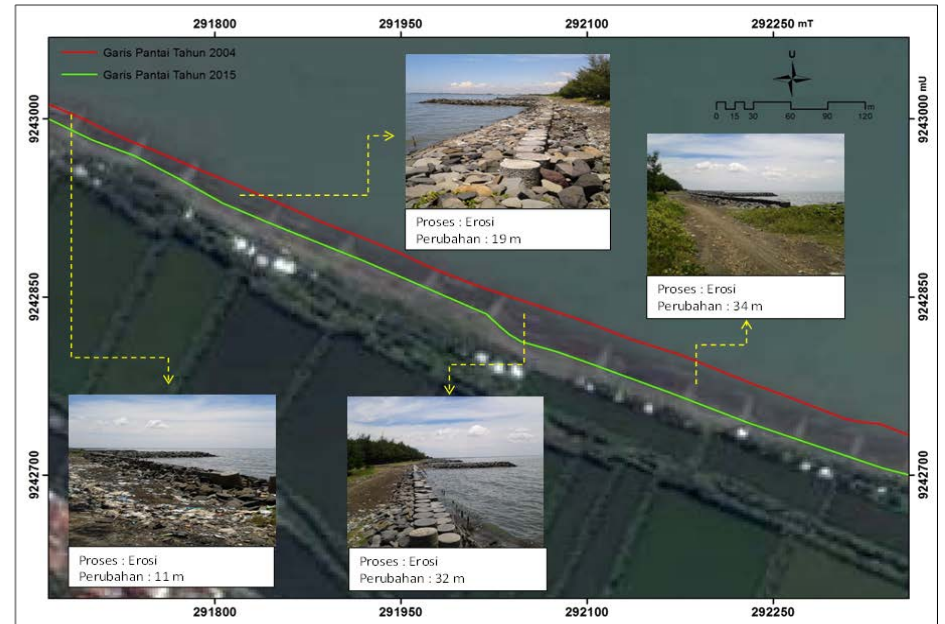 291800 291950 292100 292250 mT
Garis Pantai Tahun 2004
Garis Pantai Tahun 2015
U
m
0 15 30 60 90 120
9243000
9243000 mU
Proses : Erosi
Perubahan : 19 m
Proses : Erosi
Perubahan : 34 m
9242850
9242850
9242700
9242700
Proses : Erosi
Perubahan : 11 m
Proses : Erosi
Perubahan : 32 m
291800 291950 292100 292250